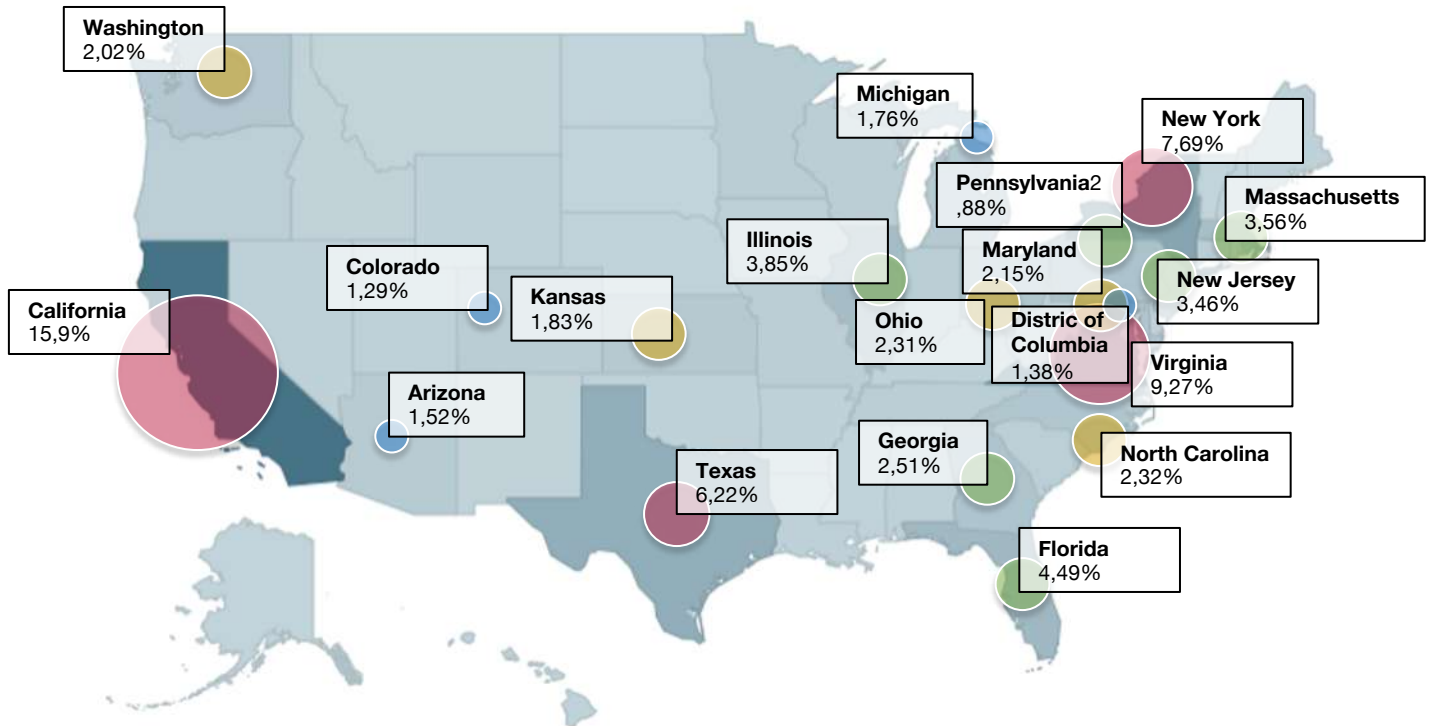 Washington
2,02%
Michigan
1,76%
New York
7,69%
Pennsylvania2
,88%
Massachusetts
3,56%
Illinois
3,85%
Maryland
2,15%
Colorado
1,29%
Kansas
1,83%
New Jersey
3,46%
California
15,9%
Ohio
2,31%
Distric of
Columbia
1,38%
Virginia
9,27%
Arizona
1,52%
Georgia
2,51%
North Carolina
2,32%
Texas
6,22%
Florida
4,49%